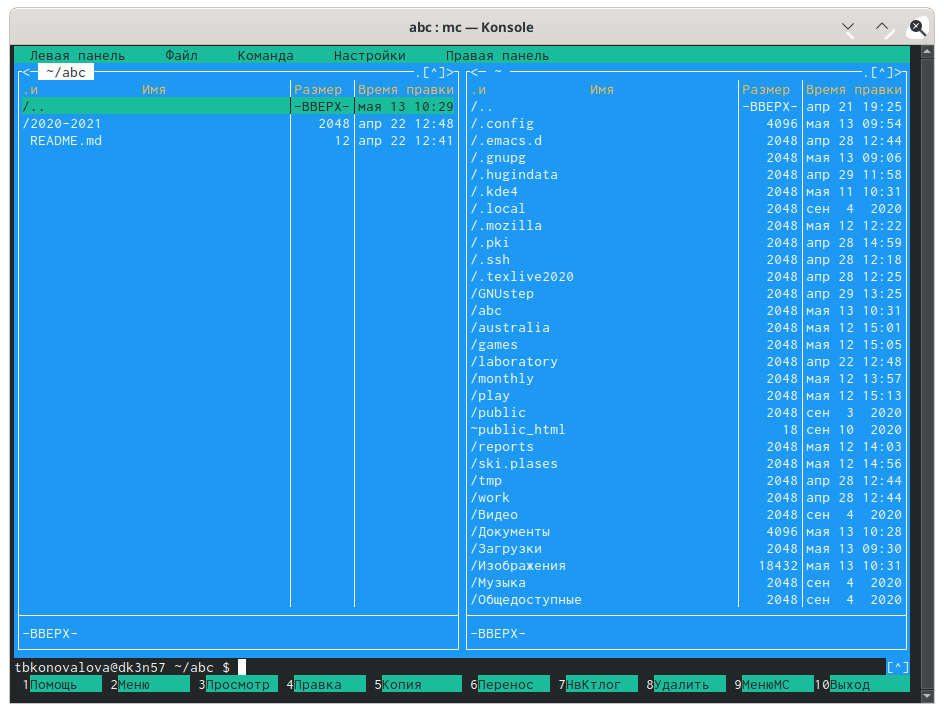 abc : mc — Konsole
Левая панель Файл Команда Настройки Правая панель
<— ~/abc .[^]> <— ~ .[^]>
.и Имя Размер Время правки .и Имя Размер Время правки
/.. -ВВЕРХ- мая 13 10:29 /.. -ВВЕРХ- апр 21 19:25
/2020-2021 2048 апр 22 12:48 /.config 4096 мая 13 09:54
README.md 12 апр 22 12:41 /.emacs.d 2048 апр 28 12:44
/.gnupg 2048 мая 13 09:06
/.hugindata 2048 апр 29 11:58
/.kde4 2048 мая 11 10:31
/.local 2048 сен 4 2020
/.mozilla 2048 мая 12 12:22
/.pki 2048 апр 28 14:59
/.ssh 2048 апр 28 12:18
/.texlive2020 2048 апр 28 12:25
/GNUstep 2048 апр 29 13:25
/abc 2048 мая 13 10:31
/australia 2048 мая 12 15:01
/games 2048 мая 12 15:05
/laboratory 2048 апр 22 12:48
/monthly 2048 мая 12 13:57
/play 2048 мая 12 15:13
/public 2048 сен 3 2020
~public_html 18 сен 10 2020
/reports 2048 мая 12 14:03
/ski.plases 2048 мая 12 14:56
/tmp 2048 апр 28 12:44
/work 2048 апр 28 12:44
/Видео 2048 сен 4 2020
/Документы 4096 мая 13 10:28
/Загрузки 2048 мая 13 09:30
/Изображения 18432 мая 13 10:31
/Музыка 2048 сен 4 2020
/Общедоступные 2048 сен 4 2020
-ВВЕРХ- -ВВЕРХ-
tbkonovalova@dk3n57 ~/abc $ [^]
1Помощь 2Меню 3Просмотр 4Правка 5Копия 6Перенос 7НвКтлог 8Удалить 9МенюМС 10Выход